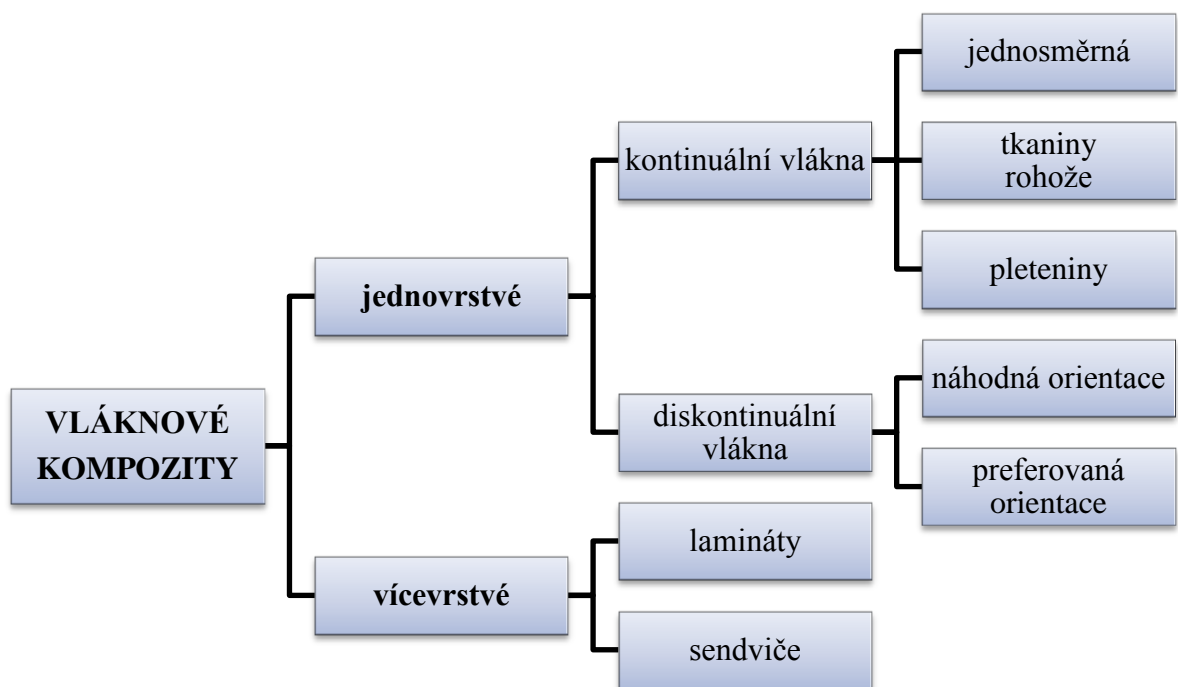 VLÁKNOVÉ
KOMPOZITY
jednovrstvé
kontinuální vlákna
jednosměrná
tkaniny
rohože
pleteniny
diskontinuální
vlákna
náhodná orientace
preferovaná
orientace
vícevrstvé
lamináty
sendviče